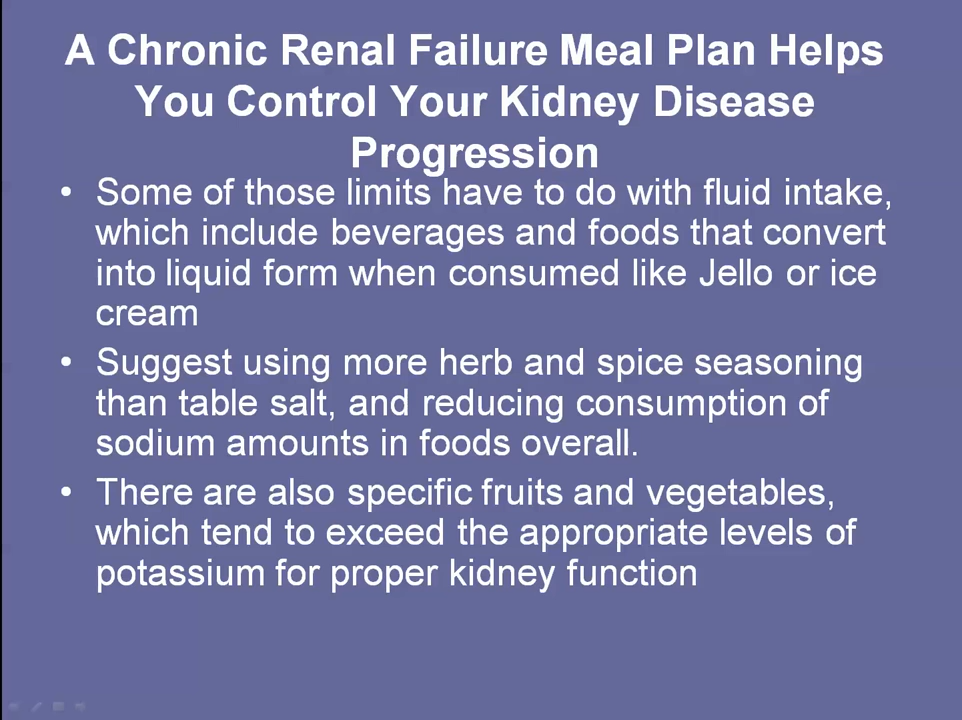 A Chronic Renal Failure Meal Plan Helps
You Control Your Kidney Disease
Progression
• Some of those limits have to do with fluid intake,
which include beverages and foods that convert
into liquid form when consumed like Jello or ice
cream
• Suggest using more herb and spice seasoning
than table salt, and reducing consumption of
sodium amounts in foods overall.
• There are also specific fruits and vegetables,
which tend to exceed the appropriate levels of
potassium for proper kidney function